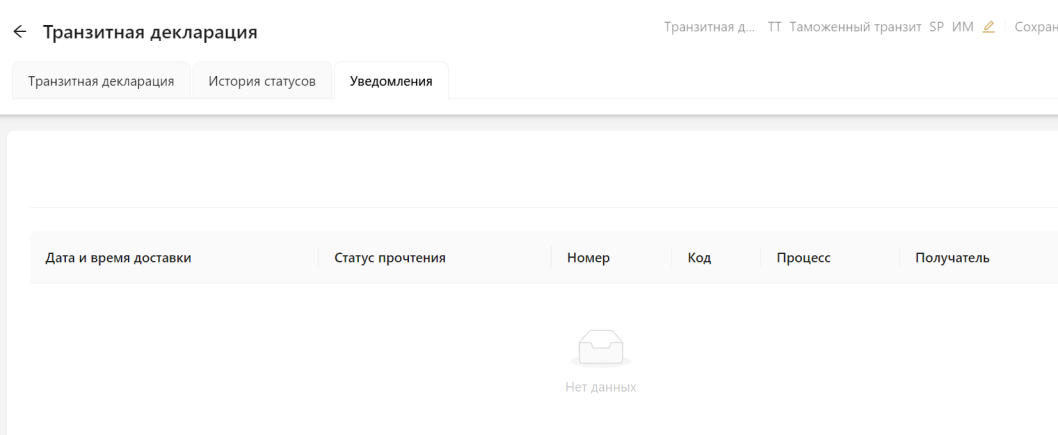 Транзитная декларация
Транзитная д... ТТ Таможенный транзит SP ИМ Сохран
Транзитная декларация История статусов Уведомления
Дата и время доставки Статус прочтения Номер Код Процесс Получатель
Нет данных